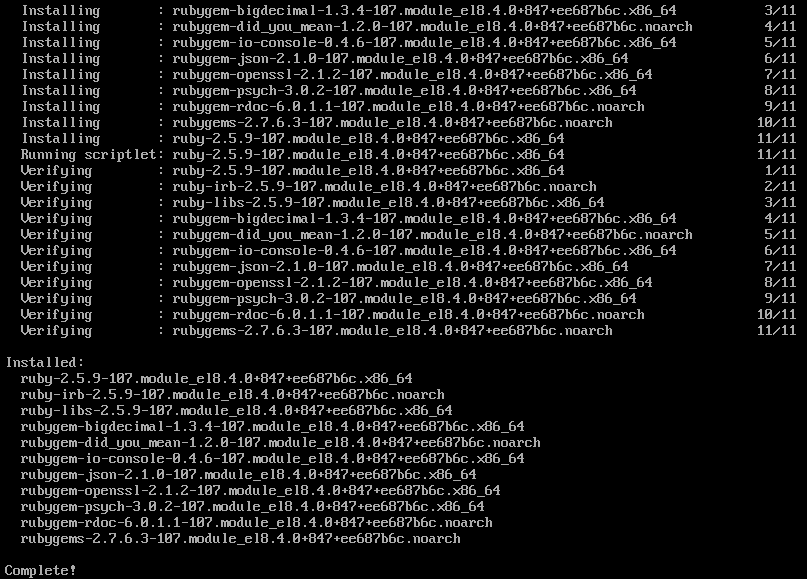 Installing : rubygem-bigdecimal-1.3.4-107.module_el8.4.0+847+ee687b6c.x86_64 3/11
Installing : rubygem-did_you_mean-1.2.0-107.module_el8.4.0+847+ee687b6c.noarch 4/11
Installing : rubygem-io-console-0.4.6-107.module_el8.4.0+847+ee687b6c.x86_64 5/11
Installing : rubygem-json-2.1.0-107.module_el8.4.0+847+ee687b6c.x86_64 6/11
Installing : rubygem-openssl-2.1.2-107.module_el8.4.0+847+ee687b6c.x86_64 7/11
Installing : rubygem-psych-3.0.2-107.module_el8.4.0+847+ee687b6c.x86_64 8/11
Installing : rubygem-rdoc-6.0.1.1-107.module_el8.4.0+847+ee687b6c.noarch 9/11
Installing : rubygems-2.7.6.3-107.module_el8.4.0+847+ee687b6c.noarch 10/11
Installing : ruby-2.5.9-107.module_el8.4.0+847+ee687b6c.x86_64 11/11
Running scriptlet: ruby-2.5.9-107.module_el8.4.0+847+ee687b6c.x86_64 11/11
Verifying : ruby-2.5.9-107.module_el8.4.0+847+ee687b6c.x86_64 1/11
Verifying : ruby-irb-2.5.9-107.module_el8.4.0+847+ee687b6c.noarch 2/11
Verifying : ruby-libs-2.5.9-107.module_el8.4.0+847+ee687b6c.x86_64 3/11
Verifying : rubygem-bigdecimal-1.3.4-107.module_el8.4.0+847+ee687b6c.x86_64 4/11
Verifying : rubygem-did_you_mean-1.2.0-107.module_el8.4.0+847+ee687b6c.noarch 5/11
Verifying : rubygem-io-console-0.4.6-107.module_el8.4.0+847+ee687b6c.x86_64 6/11
Verifying : rubygem-json-2.1.0-107.module_el8.4.0+847+ee687b6c.x86_64 7/11
Verifying : rubygem-openssl-2.1.2-107.module_el8.4.0+847+ee687b6c.x86_64 8/11
Verifying : rubygem-psych-3.0.2-107.module_el8.4.0+847+ee687b6c.x86_64 9/11
Verifying : rubygem-rdoc-6.0.1.1-107.module_el8.4.0+847+ee687b6c.noarch 10/11
Verifying : rubygems-2.7.6.3-107.module_el8.4.0+847+ee687b6c.noarch 11/11
Installed:
ruby-2.5.9-107.module_el8.4.0+847+ee687b6c.x86_64
ruby-irb-2.5.9-107.module_el8.4.0+847+ee687b6c.noarch
ruby-libs-2.5.9-107.module_el8.4.0+847+ee687b6c.x86_64
rubygem-bigdecimal-1.3.4-107.module_el8.4.0+847+ee687b6c.x86_64
rubygem-did_you_mean-1.2.0-107.module_el8.4.0+847+ee687b6c.noarch
rubygem-io-console-0.4.6-107.module_el8.4.0+847+ee687b6c.x86_64
rubygem-json-2.1.0-107.module_el8.4.0+847+ee687b6c.x86_64
rubygem-openssl-2.1.2-107.module_el8.4.0+847+ee687b6c.x86_64
rubygem-psych-3.0.2-107.module_el8.4.0+847+ee687b6c.x86_64
rubygem-rdoc-6.0.1.1-107.module_el8.4.0+847+ee687b6c.noarch
rubygems-2.7.6.3-107.module_el8.4.0+847+ee687b6c.noarch
Complete!